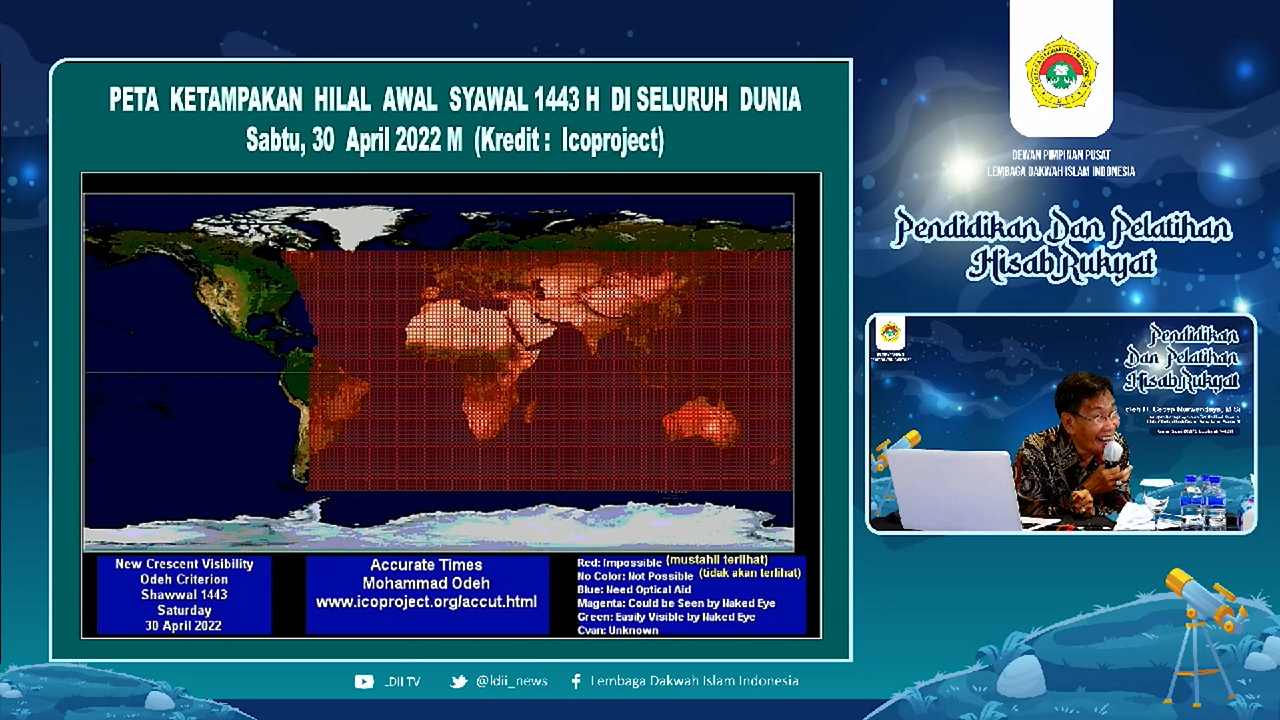 PETA KETAMPAKAN HILAL AWAL SYAWAL 1443 H DI SELURUH DUNIA
Sabtu, 30 April 2022 M (Kredit : Icoproject)
New Crescent Visibility
Odeh Criterion
Shawwal 1443
Saturday
30 April 2022
Accurate Times
Mohammad Odeh
www.icoproject.org/accut.html
Red: Impossible (mustahil terlihat)
No Color: Not Possible (tidak akan terlihat)
Blue: Need Optical Aid
Magenta: Could be Seen by Naked Eye
Green: Easily Visible by Naked Eye
Cyan: Unknown
DEWAN PIMPINAN PUSAT
LEMBAGA DAKWAH ISLAM INDONESIA
Pendidikan Dan Pelatihan
HisabRukyat
Pendidikan
Dan Pelatihan
HisabRukyat
LDII TV
@ldii_news
Lembaga Dakwah Islam Indonesia